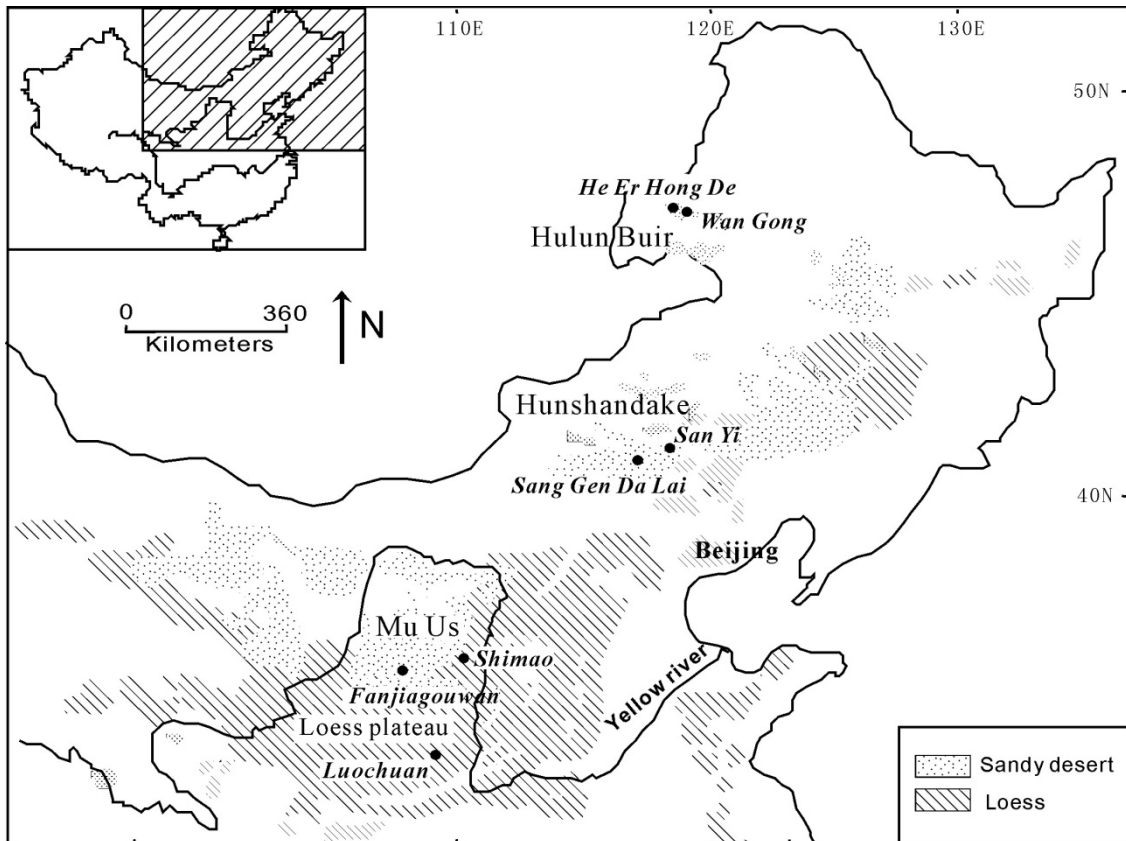 110E 120E 130E
50N
He Er Hong De
Wan Gong
Hulun Buir
0 360
Kilometers
N
Hunshandake
San Yi
Sang Gen Da Lai
40N
Beijing
Mu Us
Shimao
Fanjiagouwan
Yellow river
Loess plateau
Luochuan
Sandy desert
Loess